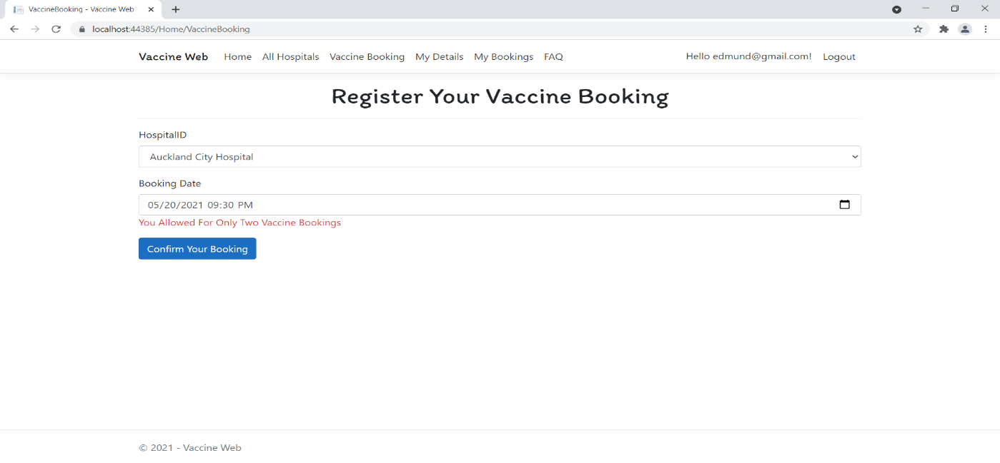 VaccineBooking - Vaccine Web
localhost:44385/Home/VaccineBooking
Vaccine Web Home All Hospitals Vaccine Booking My Details My Bookings FAQ Hello edmund@gmail.com! Logout
Register Your Vaccine Booking
HospitalID
Auckland City Hospital
Booking Date
05/20/2021 09:30 PM
You Allowed For Only Two Vaccine Bookings
Confirm Your Booking
© 2021 - Vaccine Web